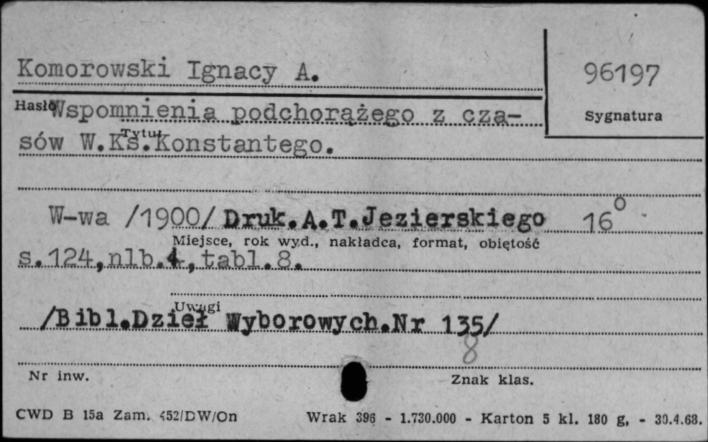 Komorowski Ignacy A.
96197
Hasło Wspomnienia podchorążego z cza-
Sygnatura
Tytuł
sów W.Ks.Konstantego.
W-wa /1900/ Druk.A.T.Jezierskiego 16°
Miejsce, rok wyd., nakładca, format, objętość
s.124,nlb.4,tabl.8.
Uwagi
/Bibl.Dzieł Wyborowych.Nr 135/
8
Nr inw.
Znak klas.
CWD B 15a Zam. 452/DW/On Wrak 396 - 1.730.000 - Karton 5 kl. 180 g, - 30.4.68.